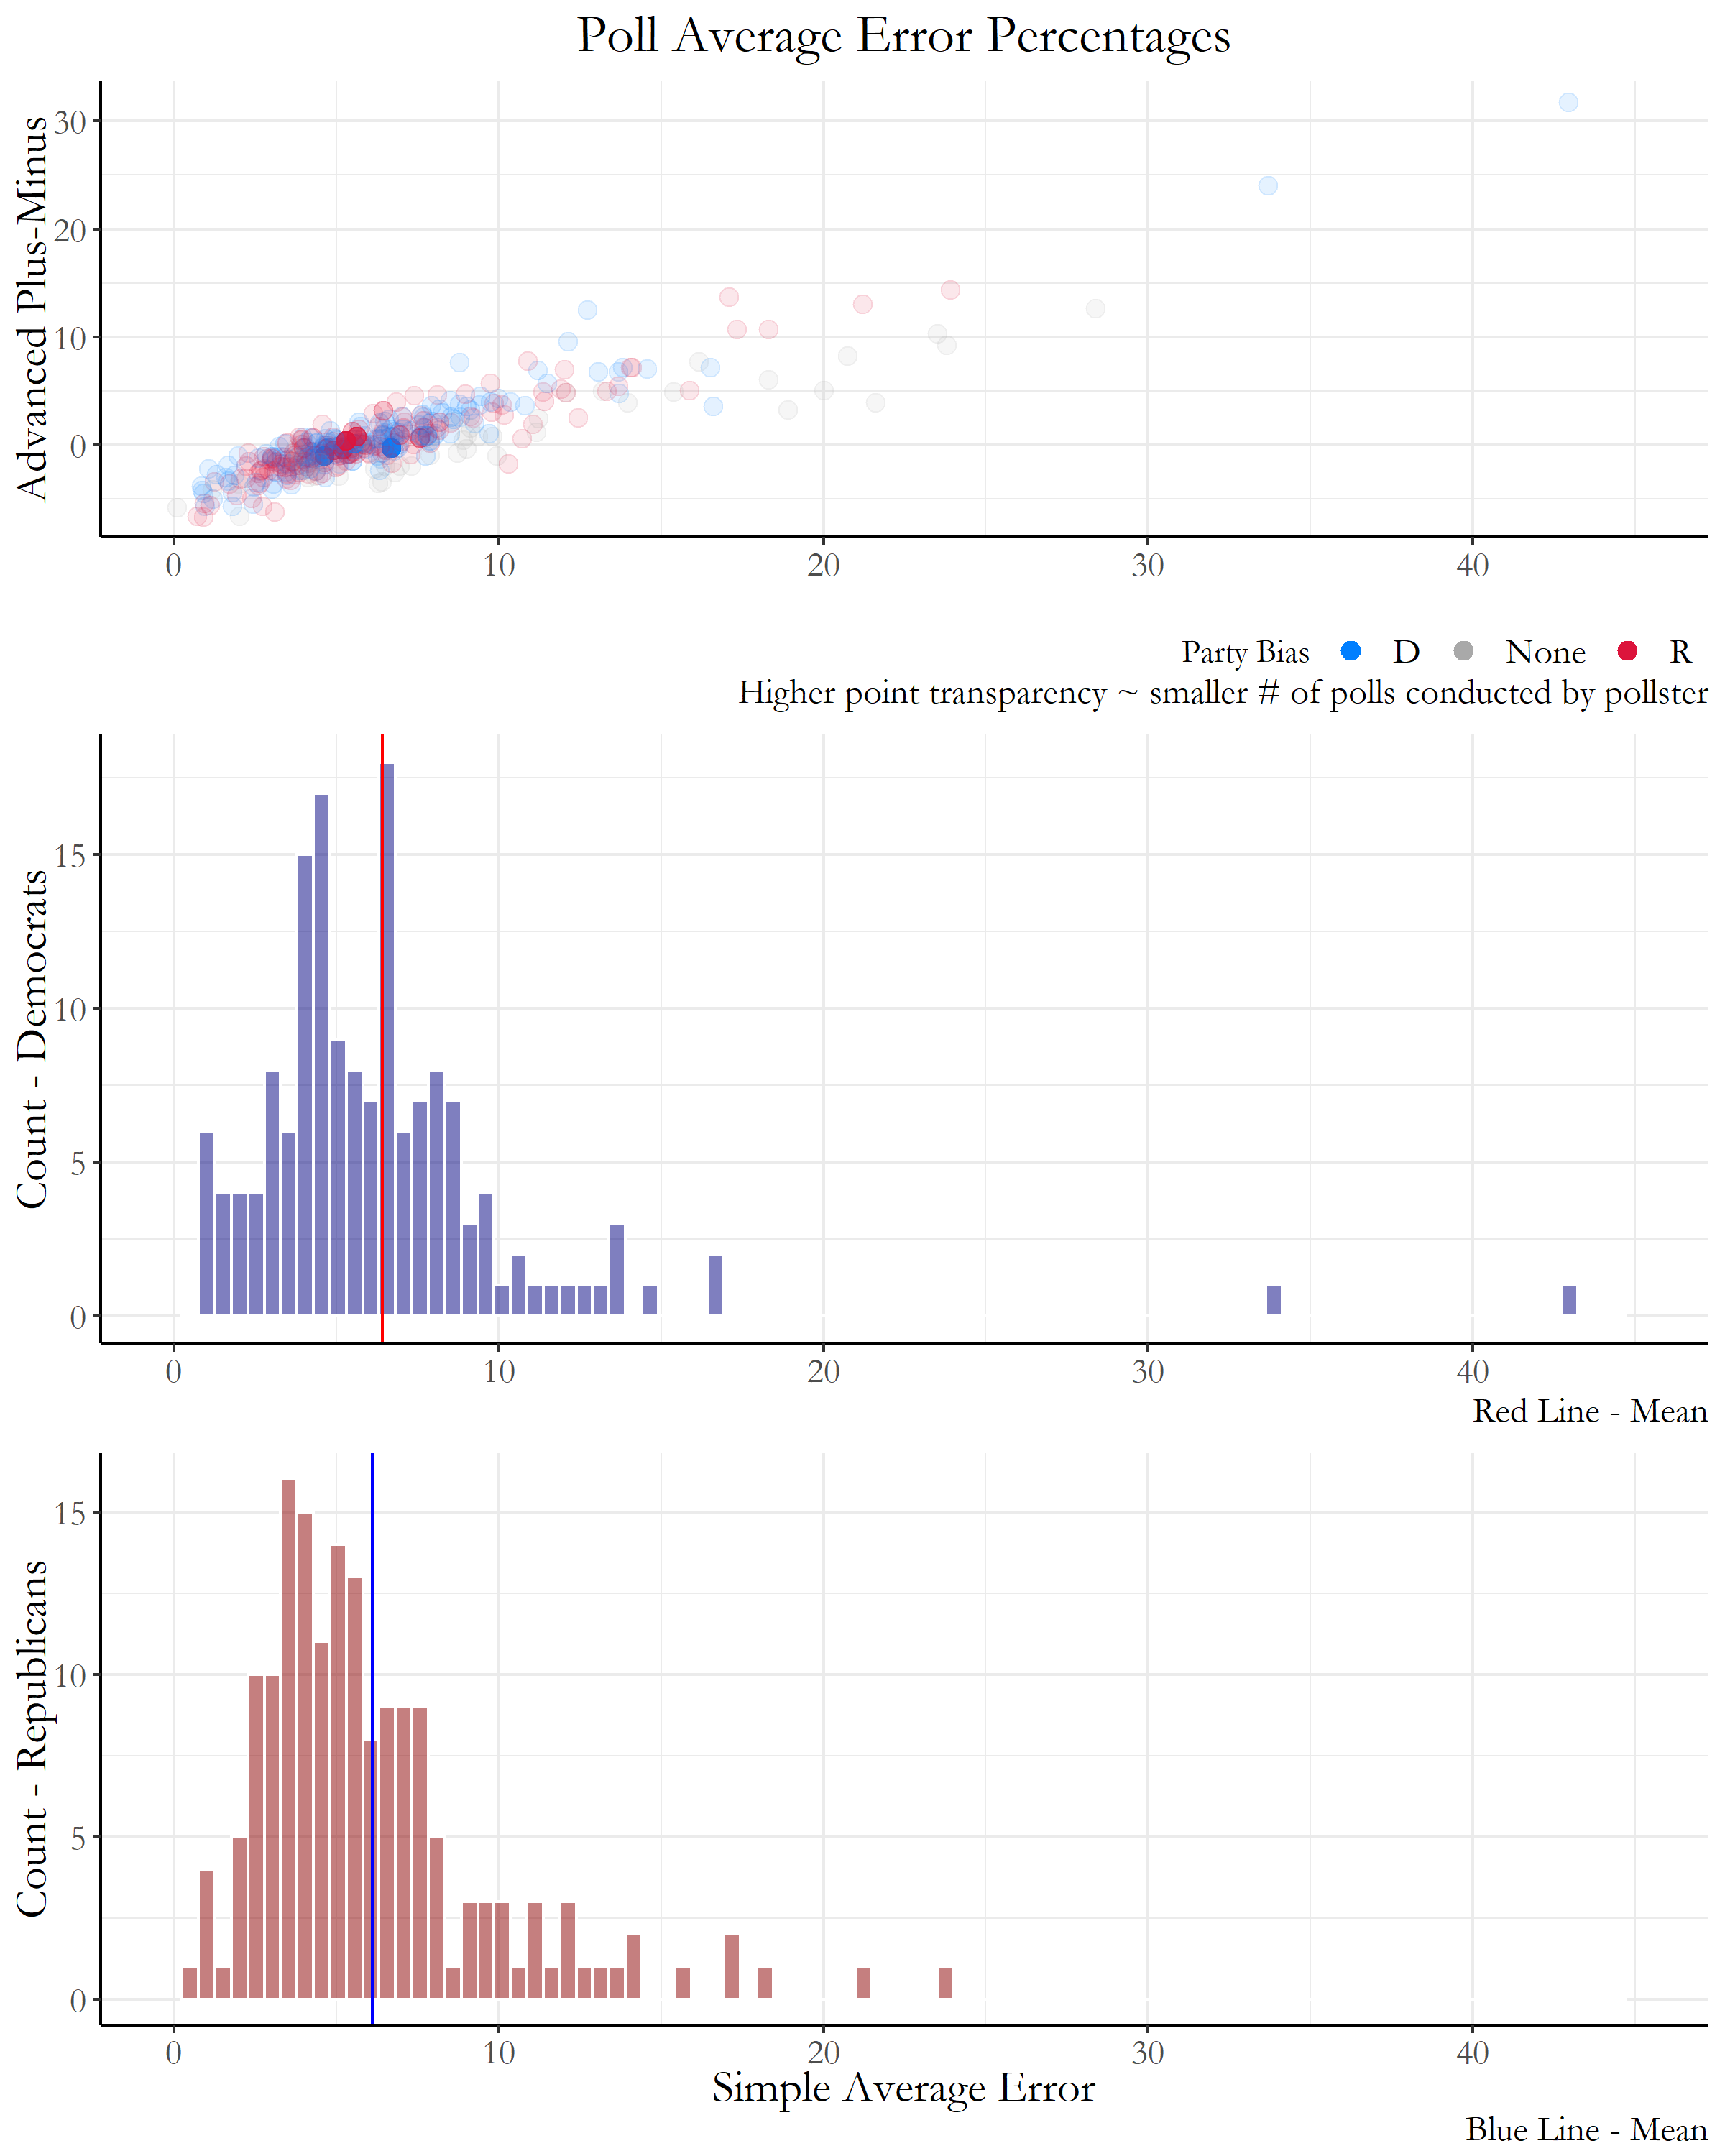 Poll Average Error Percentages
Advanced Plus-Minus
30
20
10
0
0 10 20 30 40
Party Bias D None R
Higher point transparency ~ smaller # of polls conducted by pollster
Count - Democrats
15
10
5
0
0 10 20 30 40
Red Line - Mean
Count - Republicans
15
10
5
0
0 10 20 30 40
Simple Average Error
Blue Line - Mean